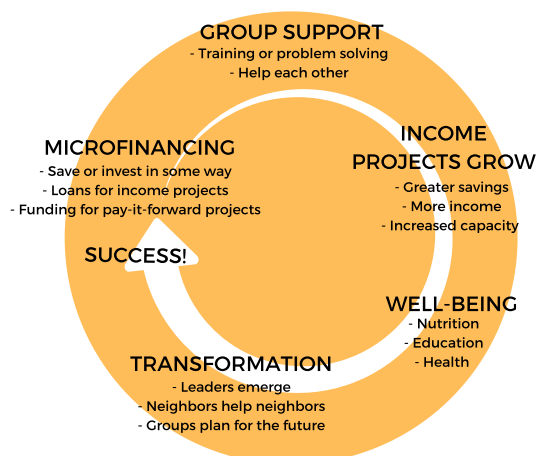 GROUP SUPPORT
- Training or problem solving
- Help each other
INCOME
PROJECTS GROW
- Greater savings
- More income
- Increased capacity
WELL-BEING
- Nutrition
- Education
- Health
TRANSFORMATION
- Leaders emerge
- Neighbors help neighbors
- Groups plan for the future
SUCCESS!
MICROFINANCING
- Save or invest in some way
- Loans for income projects
- Funding for pay-it-forward projects